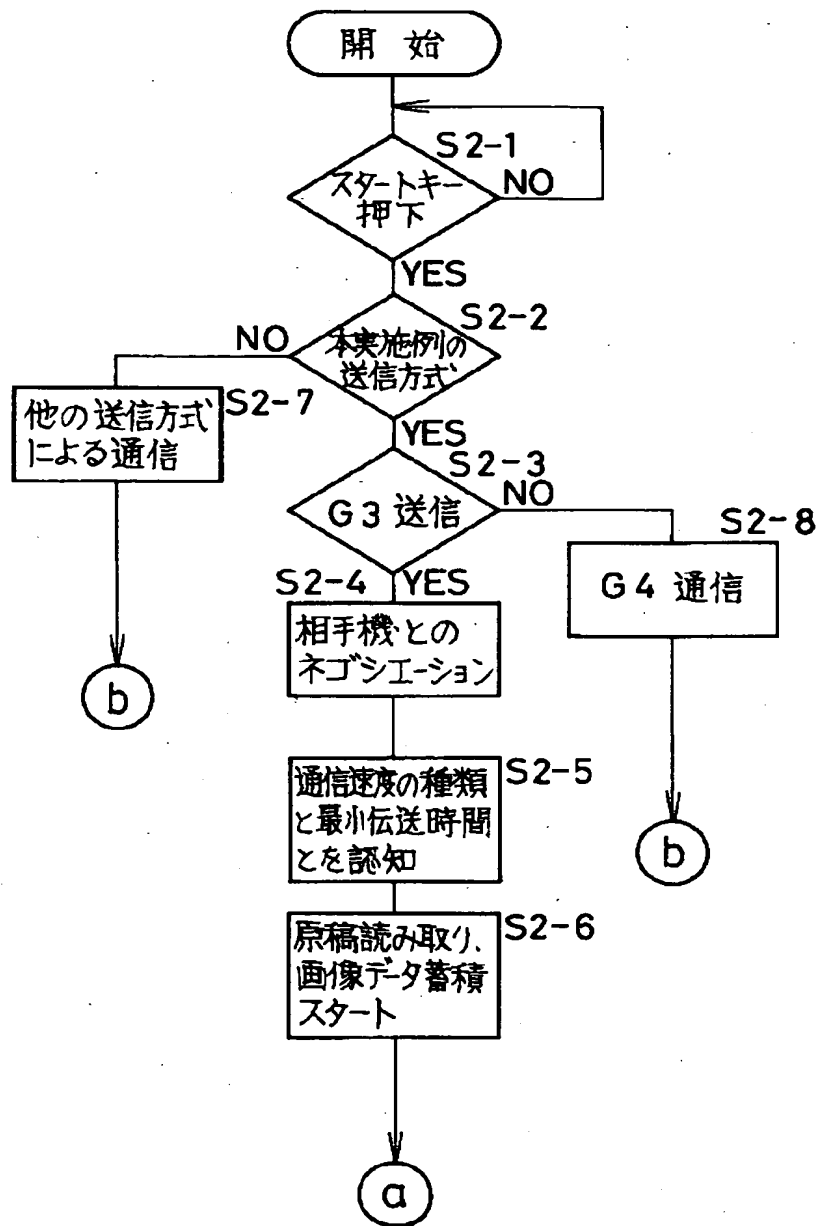 開始
S2-1
スタートキー
押下
NO
YES
S2-2
本実施例の
送信方式
NO
S2-7
他の送信方式
による通信
YES
S2-3
G3 送信
NO
S2-8
G4 通信
S2-4
YES
相手機との
ネゴシエーション
b
S2-5
通信速度の種類
と最小伝送時間
とを認知
b
S2-6
原稿読み取り、
画像データ蓄積
スタート
a